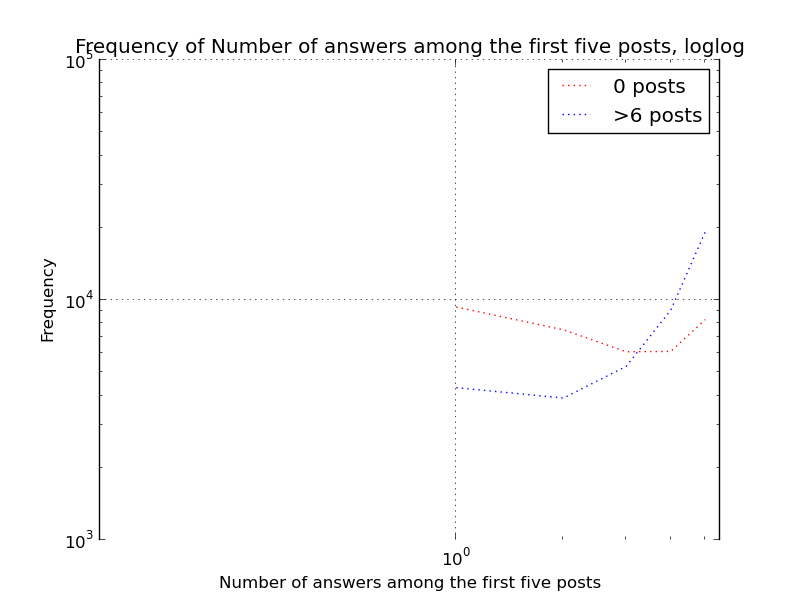 Frequency of Number of answers among the first five posts, loglog
10^5
0 posts
>6 posts
10^4
Frequency
10^3
10^0
Number of answers among the first five posts